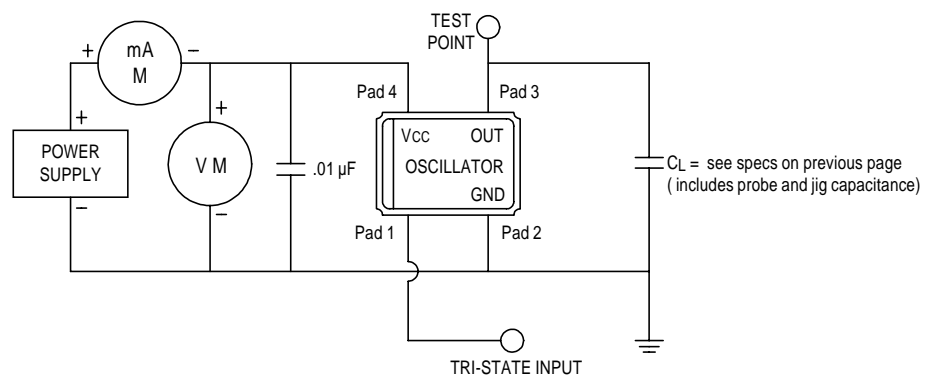 TEST
POINT
+ mA −
M
Pad 4 Pad 3
+ +
POWER
SUPPLY
V M
.01 µF
VCC OUT
OSCILLATOR
GND
CL = see specs on previous page
( includes probe and jig capacitance)
− −
Pad 1 Pad 2
TRI-STATE INPUT